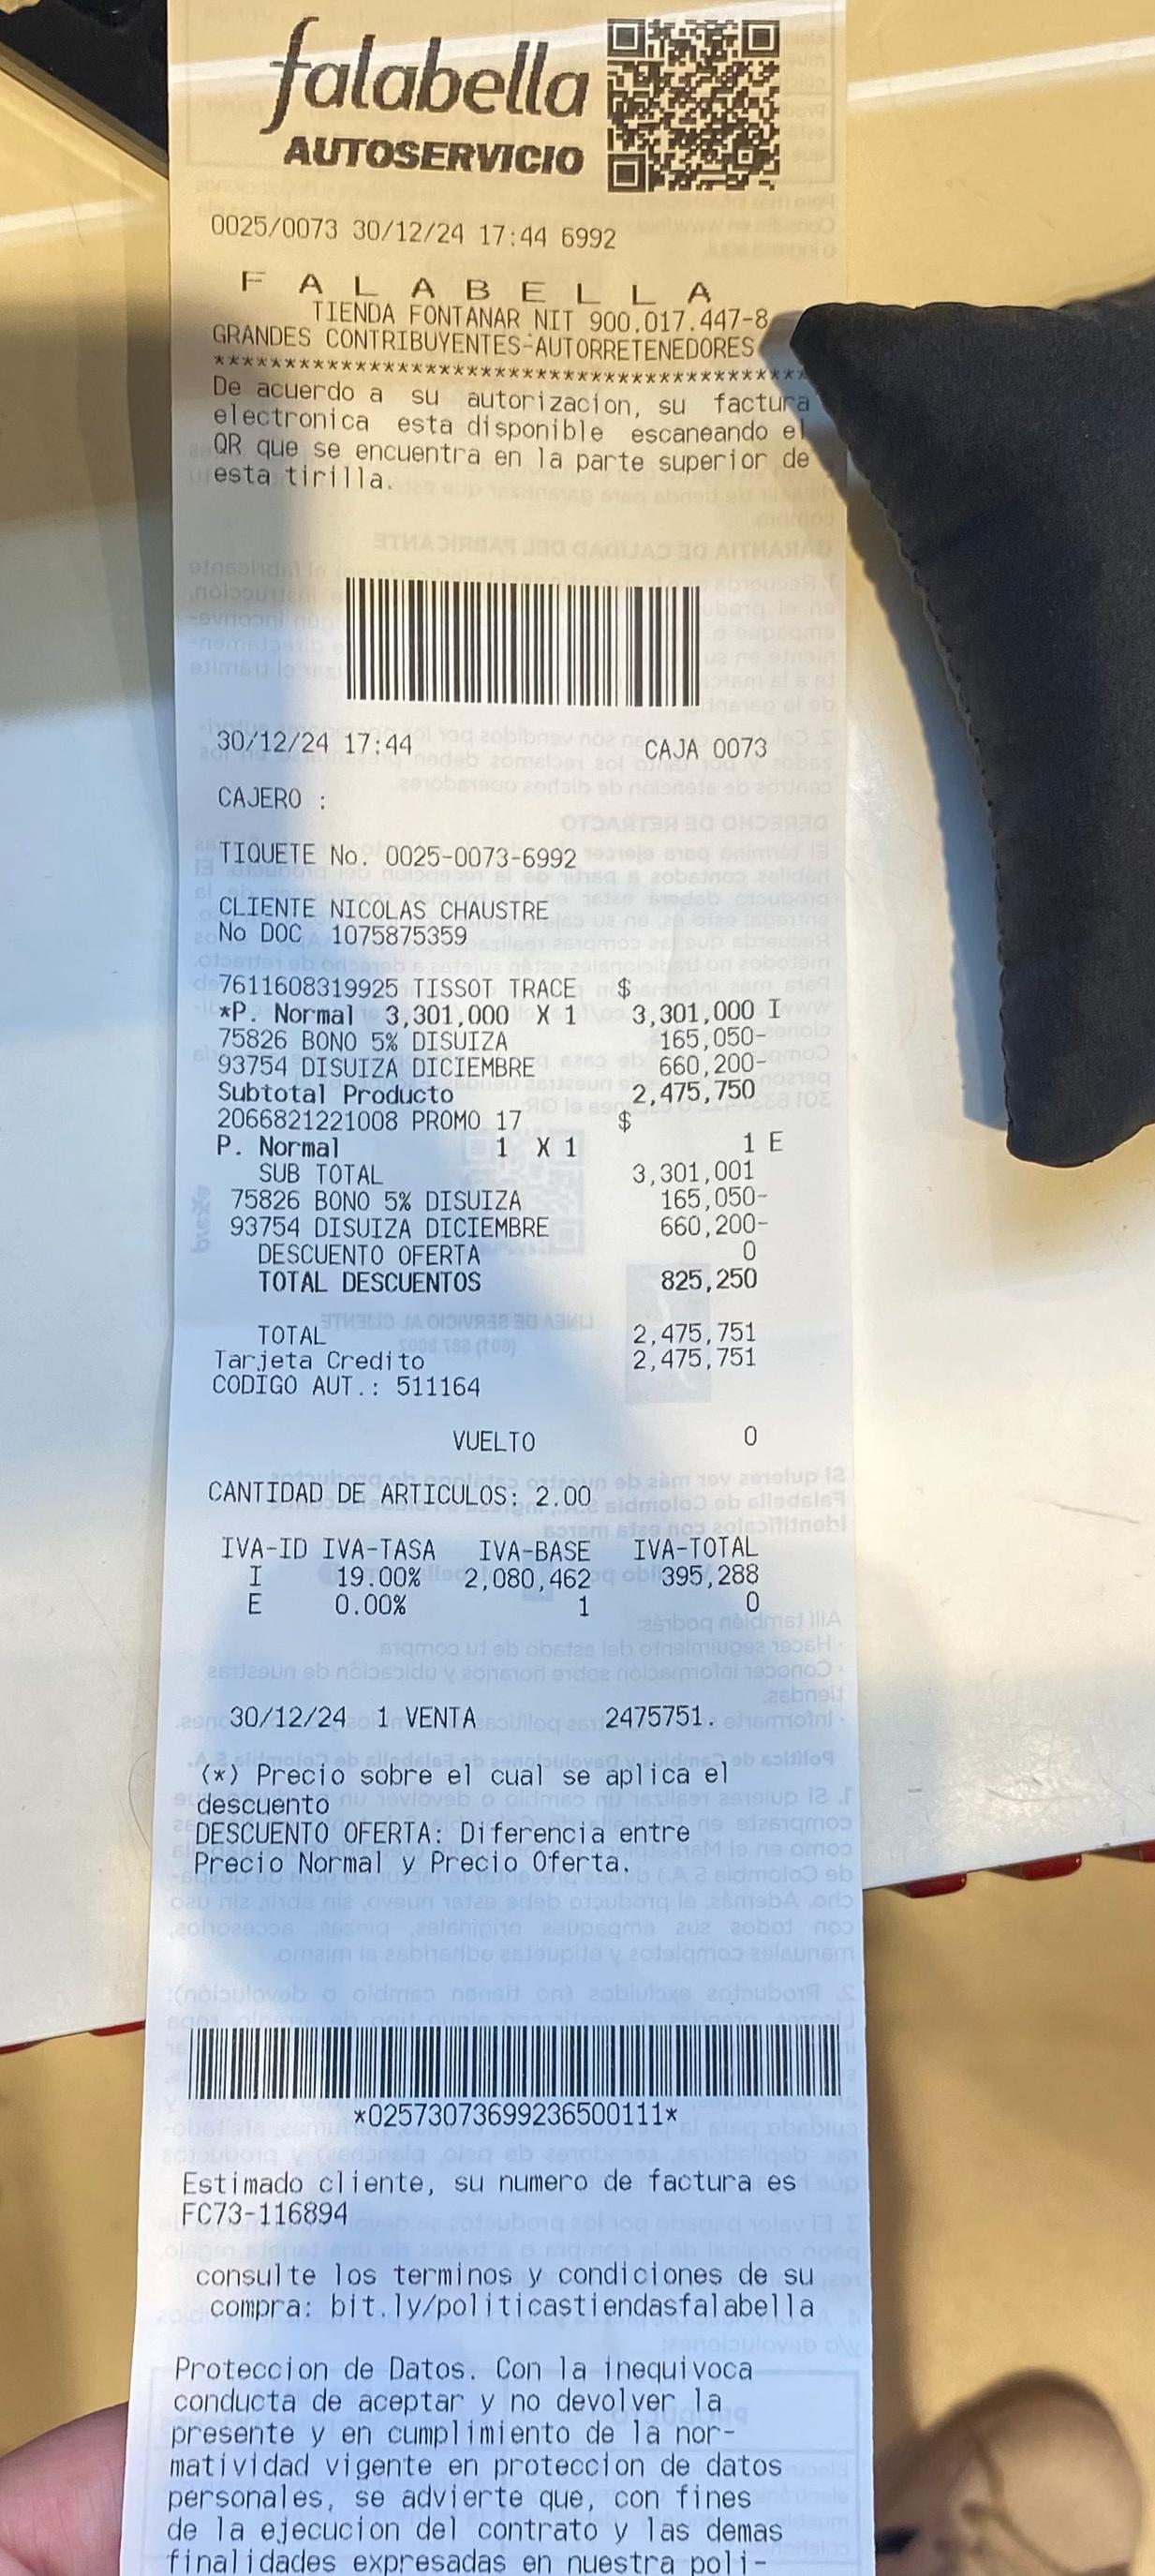 falabella
AUTOSERVICIO
0025/0073 30/12/24 17:44 6992
F A L A B E L L A
TIENDA FONTANAR NIT 900.017.447-8
GRANDES CONTRIBUYENTES-AUTORRETENEDORES
******************************************
De acuerdo a su autorizacion, su factura
electronica esta disponible escaneando el
QR que se encuentra en la parte superior de
esta tirilla.
30/12/24 17:44 CAJA 0073
CAJERO :
TIQUETE No. 0025-0073-6992
CLIENTE NICOLAS CHAUSTRE
No DOC 1075875359
7611608319925 TISSOT TRACE $
*P. Normal 3,301,000 X 1 3,301,000 I
75826 BONO 5% DISUIZA 165,050-
93754 DISUIZA DICIEMBRE 660,200-
Subtotal Producto 2,475,750
2066821221008 PROMO 17 $
P. Normal 1 X 1 1 E
SUB TOTAL 3,301,001
75826 BONO 5% DISUIZA 165,050-
93754 DISUIZA DICIEMBRE 660,200-
DESCUENTO OFERTA 0
TOTAL DESCUENTOS 825,250
TOTAL 2,475,751
Tarjeta Credito 2,475,751
CODIGO AUT.: 511164
VUELTO 0
CANTIDAD DE ARTICULOS: 2.00
IVA-ID IVA-TASA IVA-BASE IVA-TOTAL
I 19.00% 2,080,462 395,288
E 0.00% 1 0
30/12/24 1 VENTA 2475751.
(*) Precio sobre el cual se aplica el
descuento
DESCUENTO OFERTA: Diferencia entre
Precio Normal y Precio Oferta.
*02573073699236500111*
Estimado cliente, su numero de factura es
FC73-116894
consulte los terminos y condiciones de su
compra: bit.ly/politicastiendasfalabella
Proteccion de Datos. Con la inequivoca
conducta de aceptar y no devolver la
presente y en cumplimiento de la nor-
matividad vigente en proteccion de datos
personales, se advierte que, con fines
de la ejecucion del contrato y las demas
finalidades expresadas en nuestra poli-